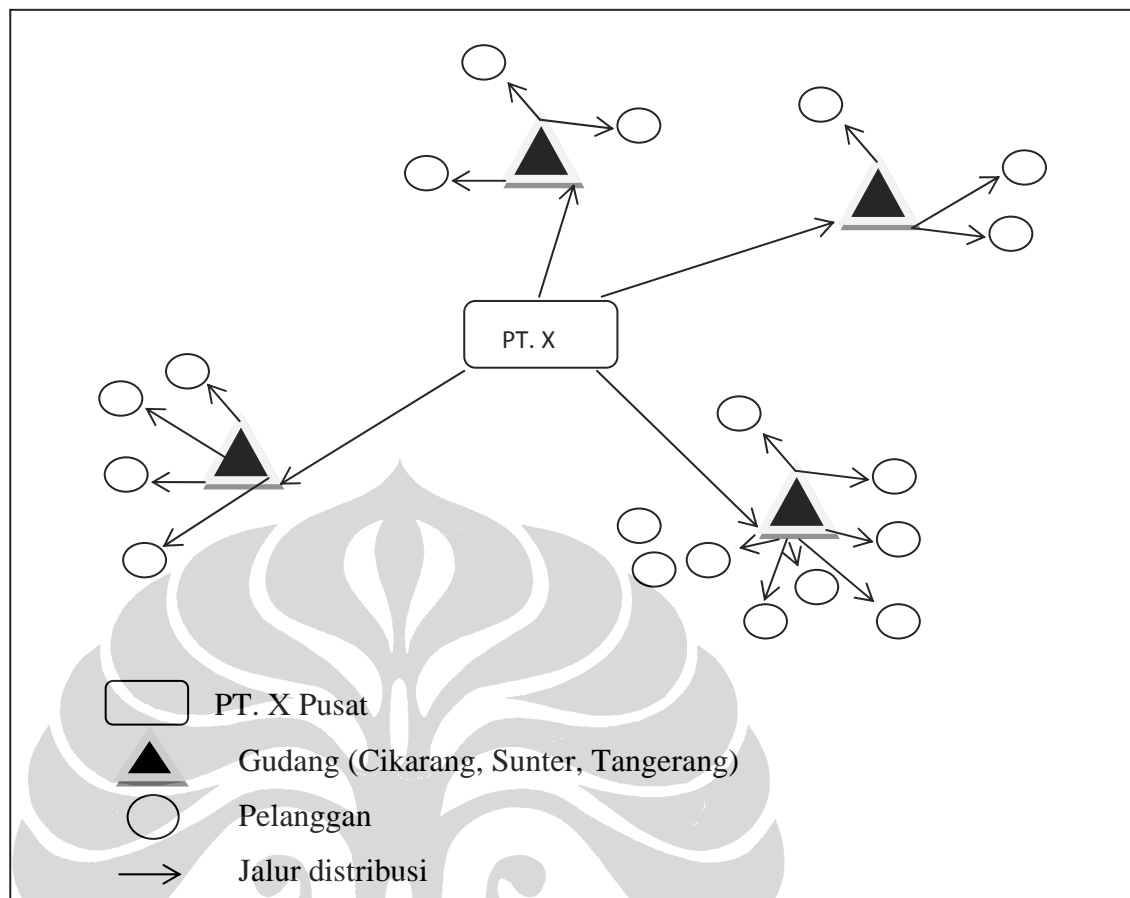 PT. X
PT. X Pusat
Gudang (Cikarang, Sunter, Tangerang)
Pelanggan
Jalur distribusi